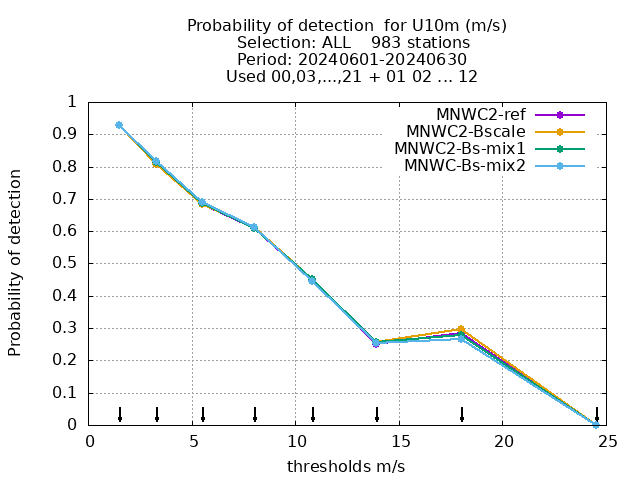 Probability of detection  for U10m (m/s)
Selection: ALL    983 stations
Period: 20240601-20240630
Used 00,03,...,21 + 01 02 ... 12
MNWC2-ref
MNWC2-Bscale
MNWC2-Bs-mix1
MNWC-Bs-mix2
Probability of detection
1
0.9
0.8
0.7
0.6
0.5
0.4
0.3
0.2
0.1
0
0 5 10 15 20 25
thresholds m/s